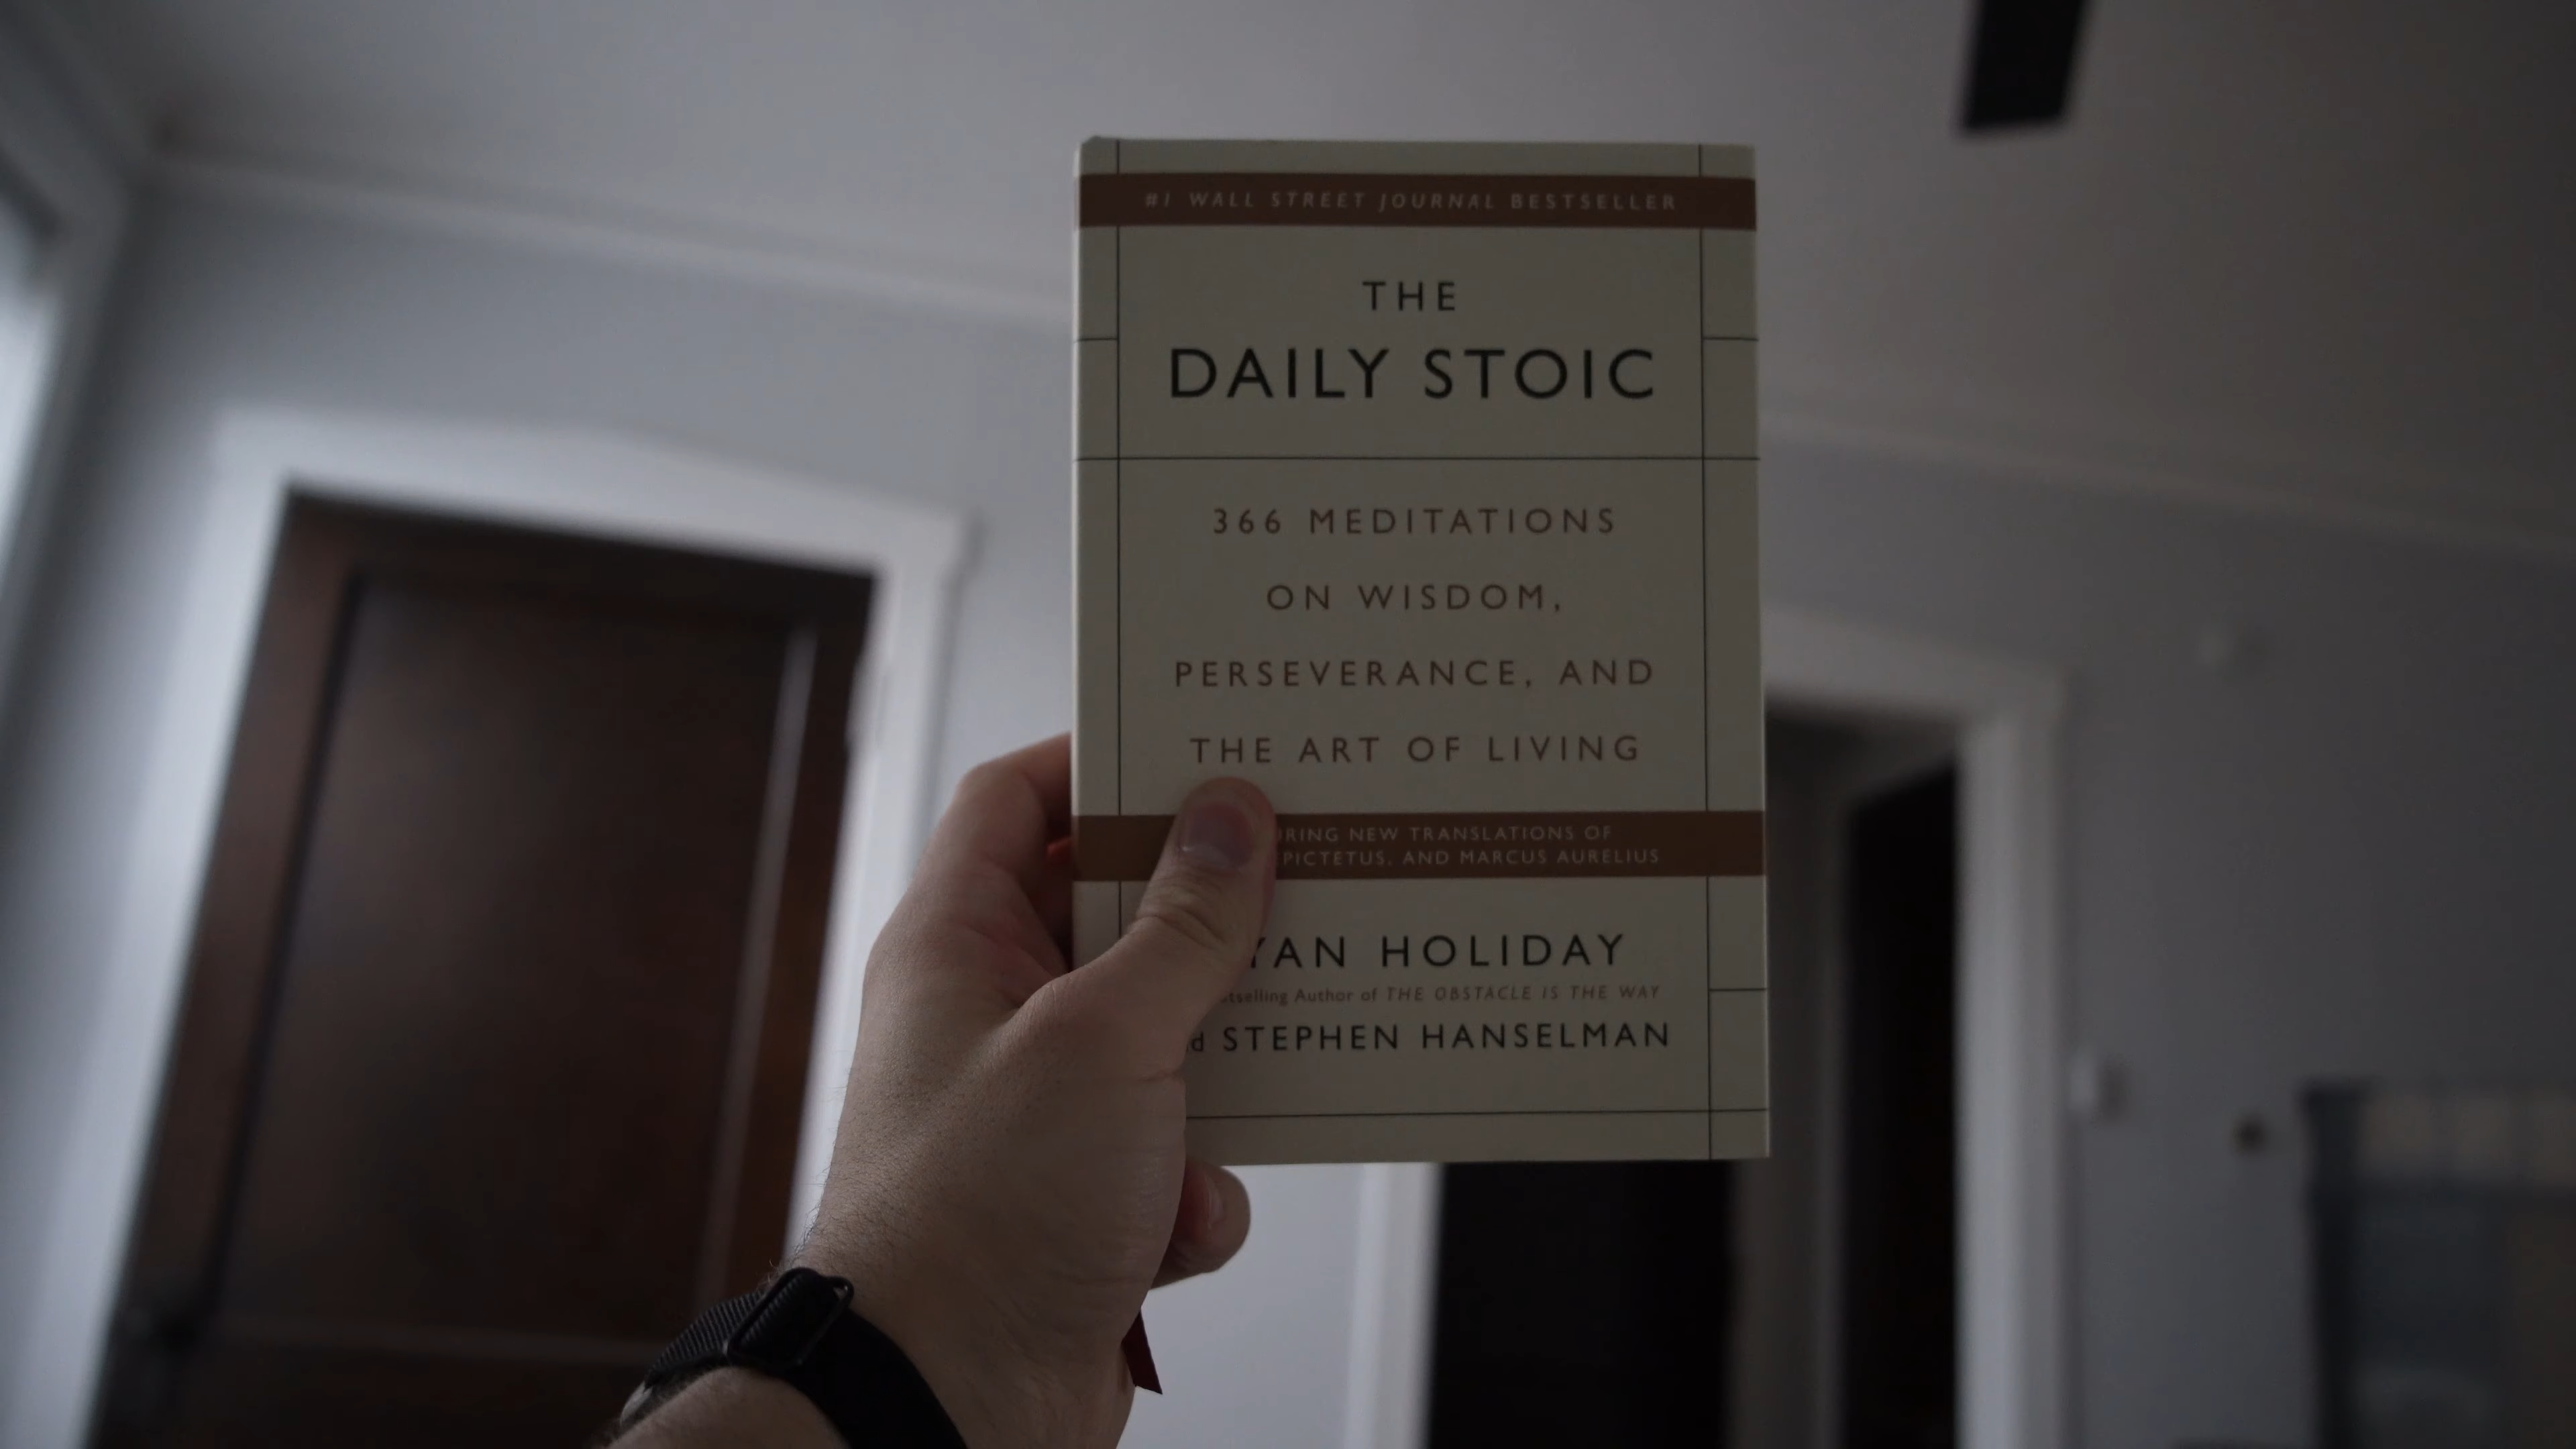 #1 WALL STREET JOURNAL BESTSELLER
THE
DAILY STOIC
366 MEDITATIONS
ON WISDOM,
PERSEVERANCE, AND
THE ART OF LIVING
NEW TRANSLATIONS OF
AND MARCUS AURELIUS
HOLIDAY
Author of THE OBSTACLE IS THE WAY
STEPHEN HANSELMAN